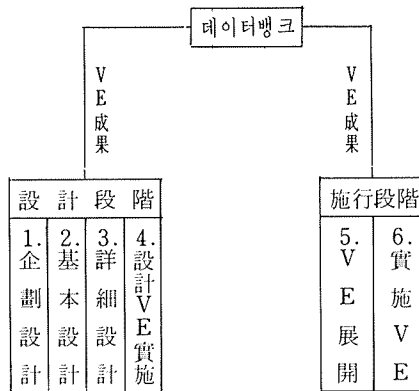 데이터뱅크
VE成果
VE成果
設計段階
施行段階
1.企劃設計
2.基本設計
3.詳細設計
4.設計VE實施
5.VE展開
6.實施VE